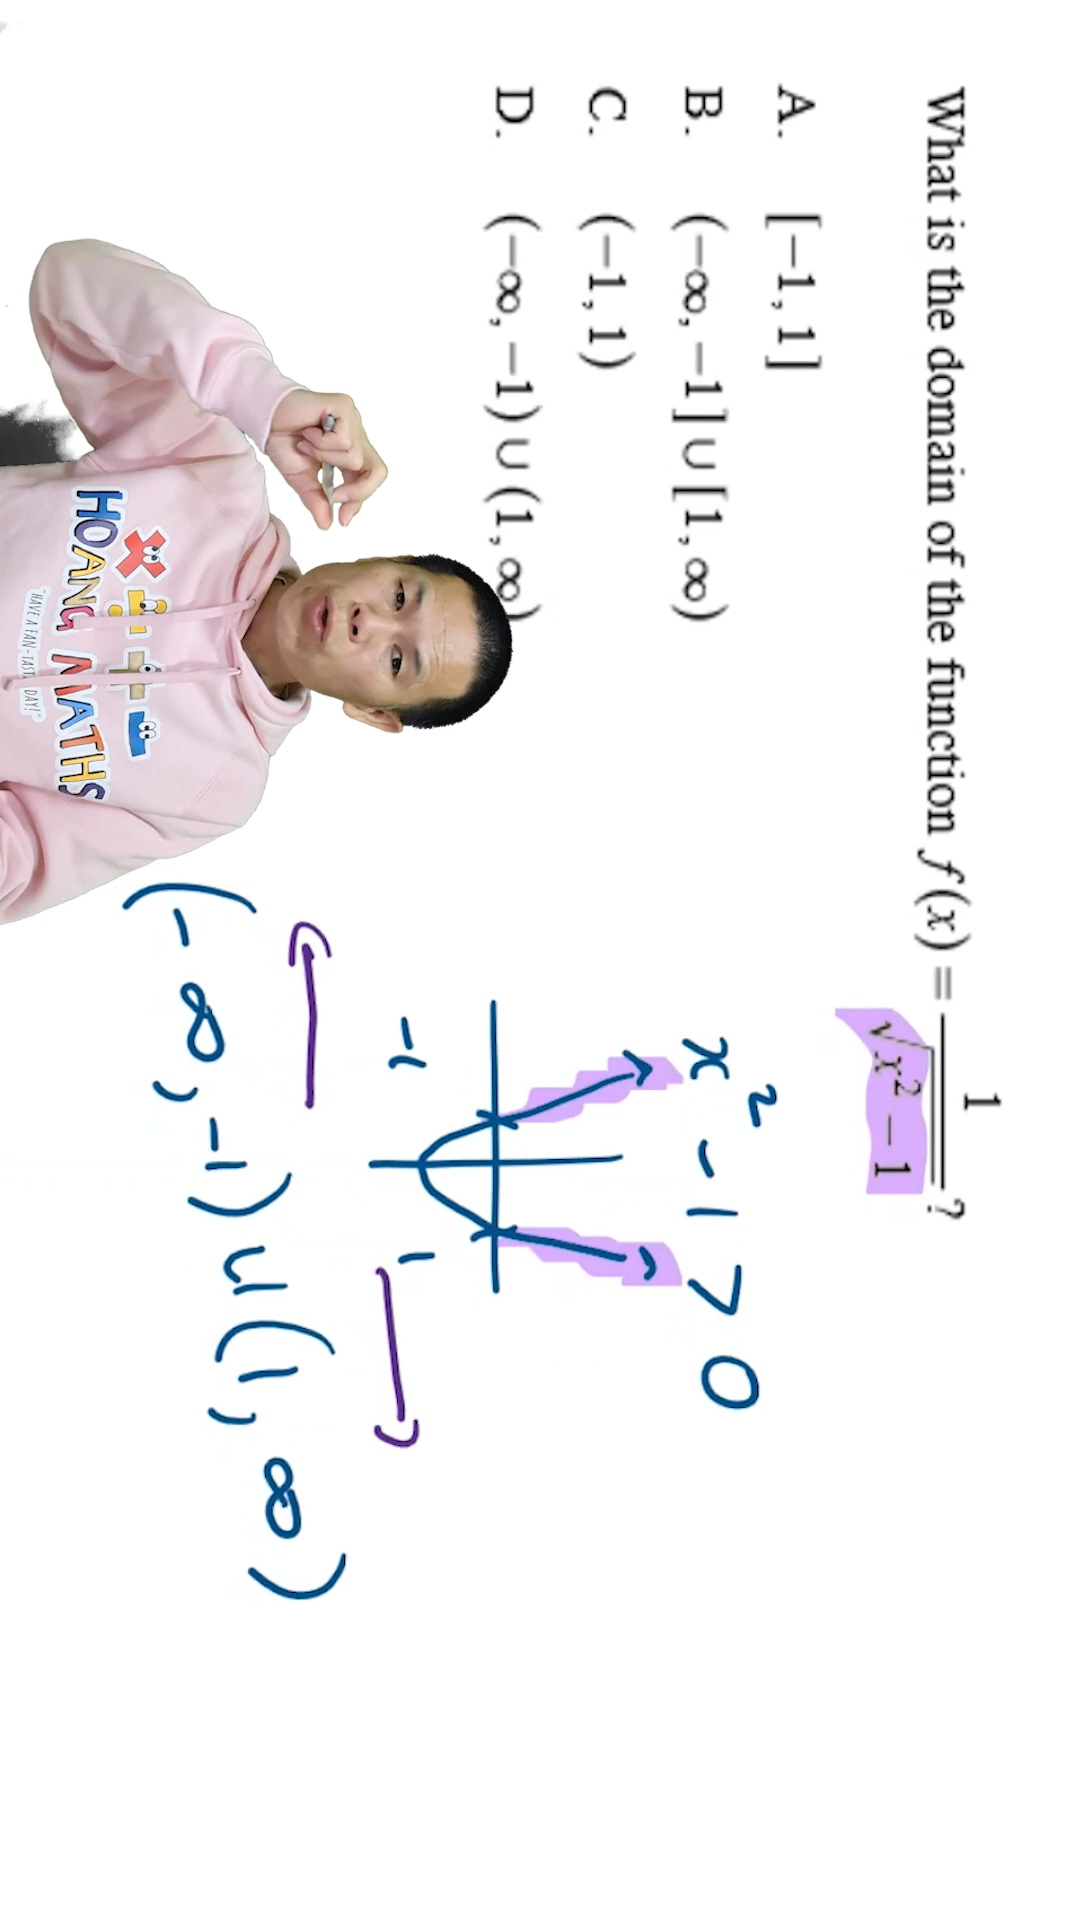 What is the domain of the function f(x) = 1/√(x² − 1)?
A. [−1, 1]
B. (−∞, −1] ∪ [1, ∞)
C. (−1, 1)
D. (−∞, −1) ∪ (1, ∞)
x² - 1 > 0
-1 1
(-∞, -1) ∪ (1, ∞)
HOANG MATHS
"HAVE A FAN-TAST DAY!"